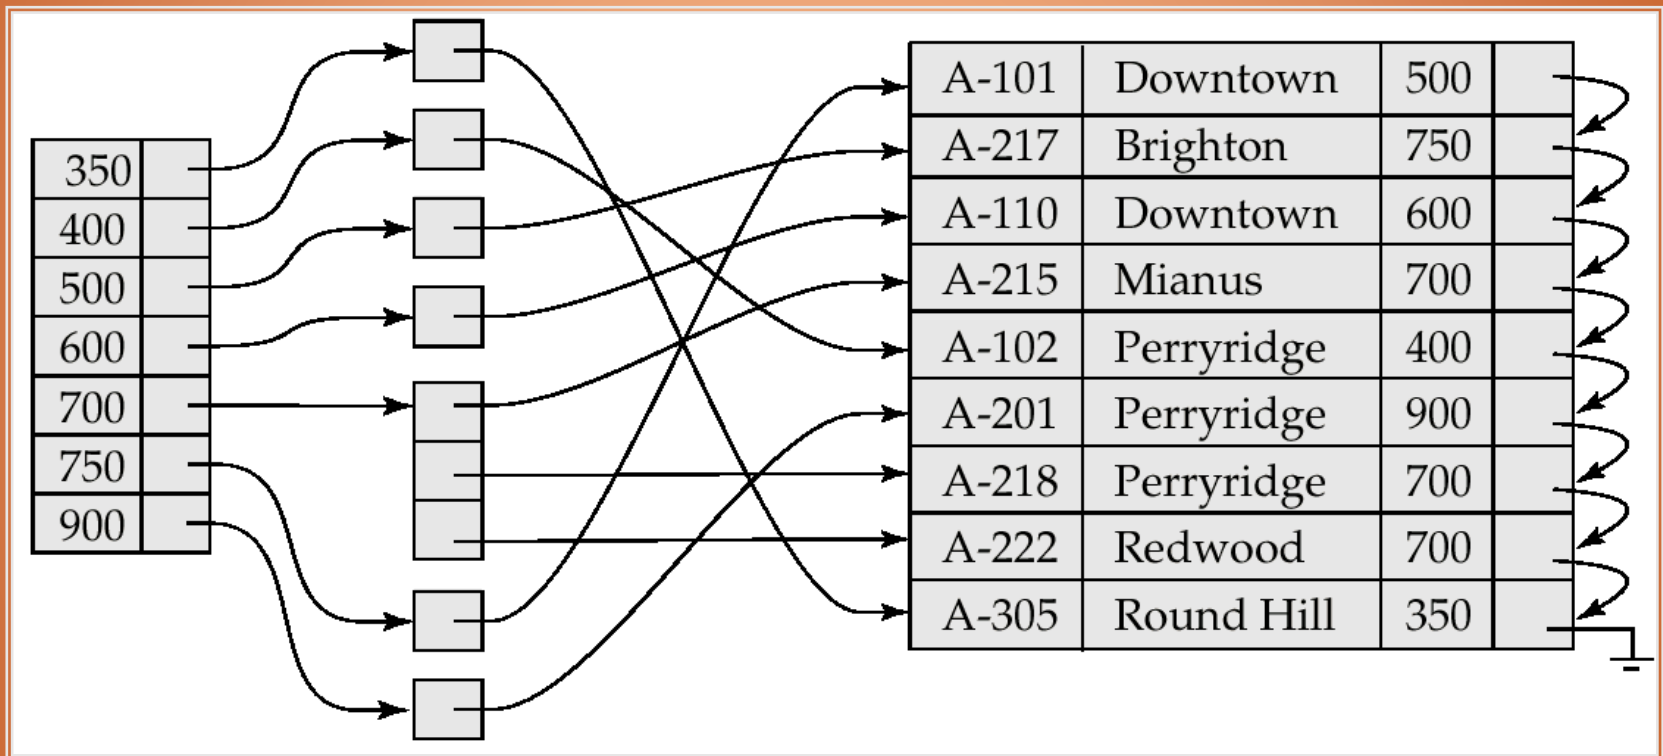 350
400
500
600
700
750
900
A-101 Downtown 500
A-217 Brighton 750
A-110 Downtown 600
A-215 Mianus 700
A-102 Perryridge 400
A-201 Perryridge 900
A-218 Perryridge 700
A-222 Redwood 700
A-305 Round Hill 350